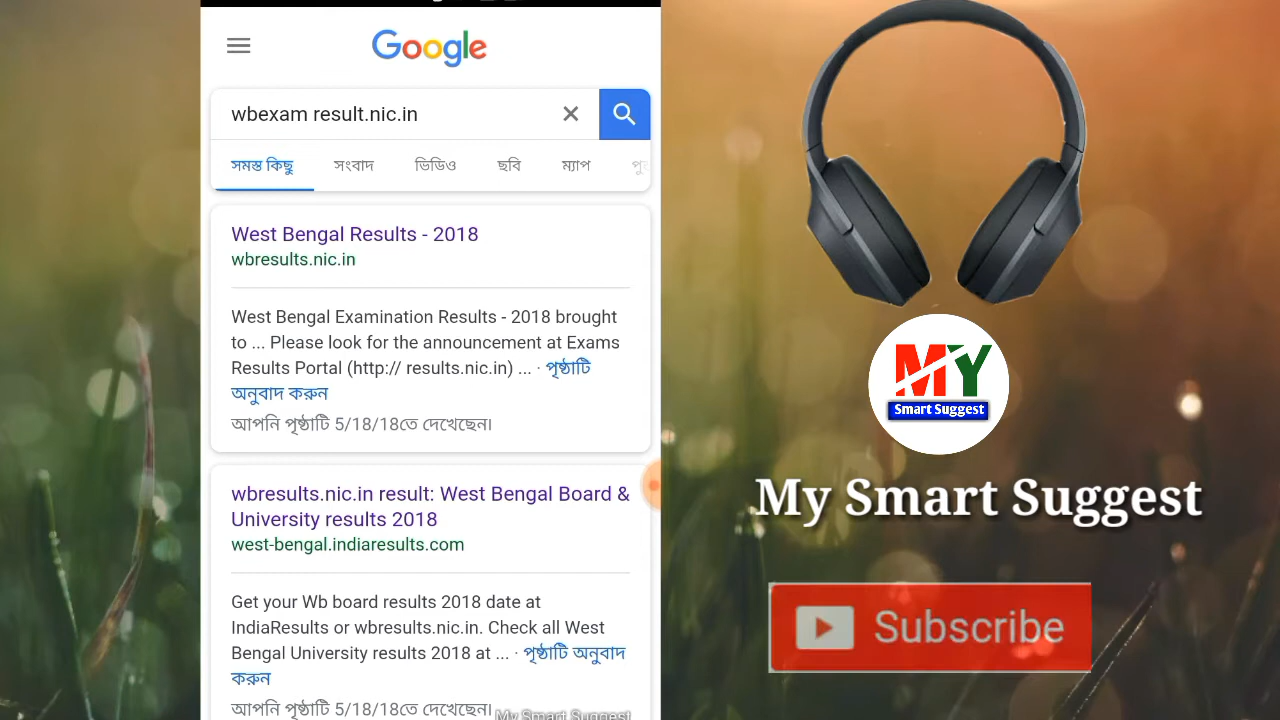 Google
wbexam result.nic.in
সমস্ত কিছু সংবাদ ভিডিও ছবি ম্যাপ
West Bengal Results - 2018
wbresults.nic.in
West Bengal Examination Results - 2018 brought
to ... Please look for the announcement at Exams
Results Portal (http:// results.nic.in) ... · পৃষ্ঠাটি
অনুবাদ করুন
আপনি পৃষ্ঠাটি 5/18/18তে দেখেছেন।
wbresults.nic.in result: West Bengal Board &
University results 2018
west-bengal.indiaresults.com
Get your Wb board results 2018 date at
IndiaResults or wbresults.nic.in. Check all West
Bengal University results 2018 at ... · পৃষ্ঠাটি অনুবাদ
করুন
আপনি পৃষ্ঠাটি 5/18/18তে দেখেছেন।
My Smart Suggest
MY
Smart Suggest
My Smart Suggest
Subscribe